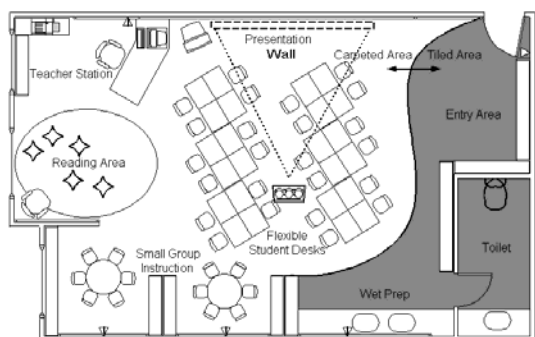 Presentation
Wall
Carpeted Area
Tiled Area
Teacher Station
Entry Area
Reading Area
Flexible
Student Desks
Small Group
Instruction
Toilet
Wet Prep